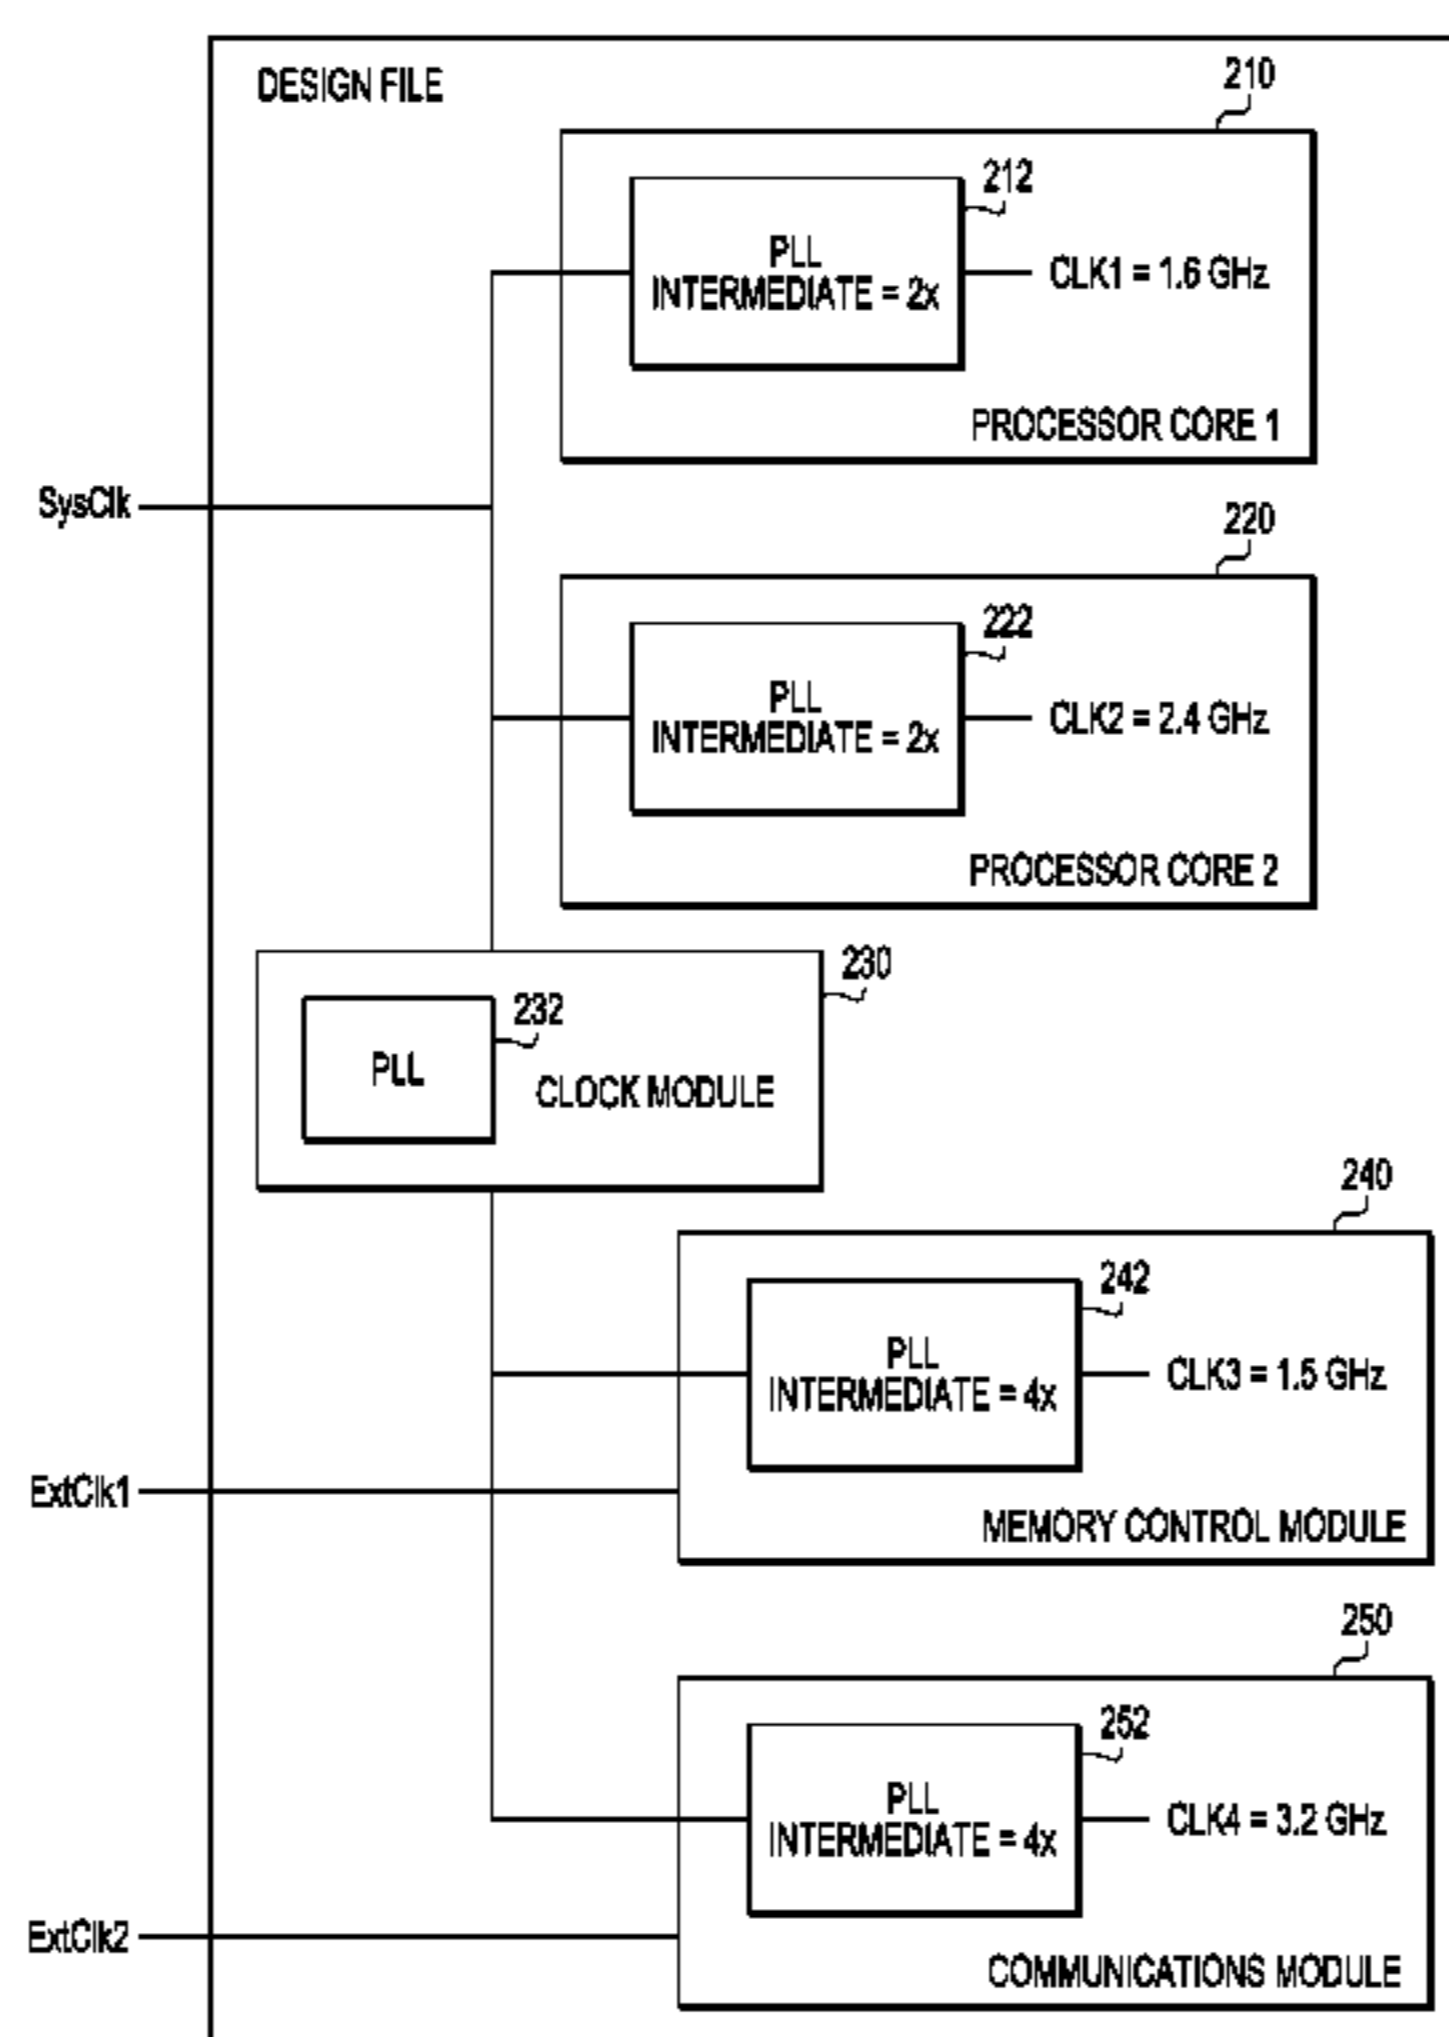 DESIGN FILE
210
212
PLL
INTERMEDIATE = 2x
CLK1 = 1.6 GHz
PROCESSOR CORE 1
SysClk
220
222
PLL
INTERMEDIATE = 2x
CLK2 = 2.4 GHz
PROCESSOR CORE 2
230
232
PLL
CLOCK MODULE
240
242
PLL
INTERMEDIATE = 4x
CLK3 = 1.5 GHz
ExtClk1
MEMORY CONTROL MODULE
250
252
PLL
INTERMEDIATE = 4x
CLK4 = 3.2 GHz
ExtClk2
COMMUNICATIONS MODULE